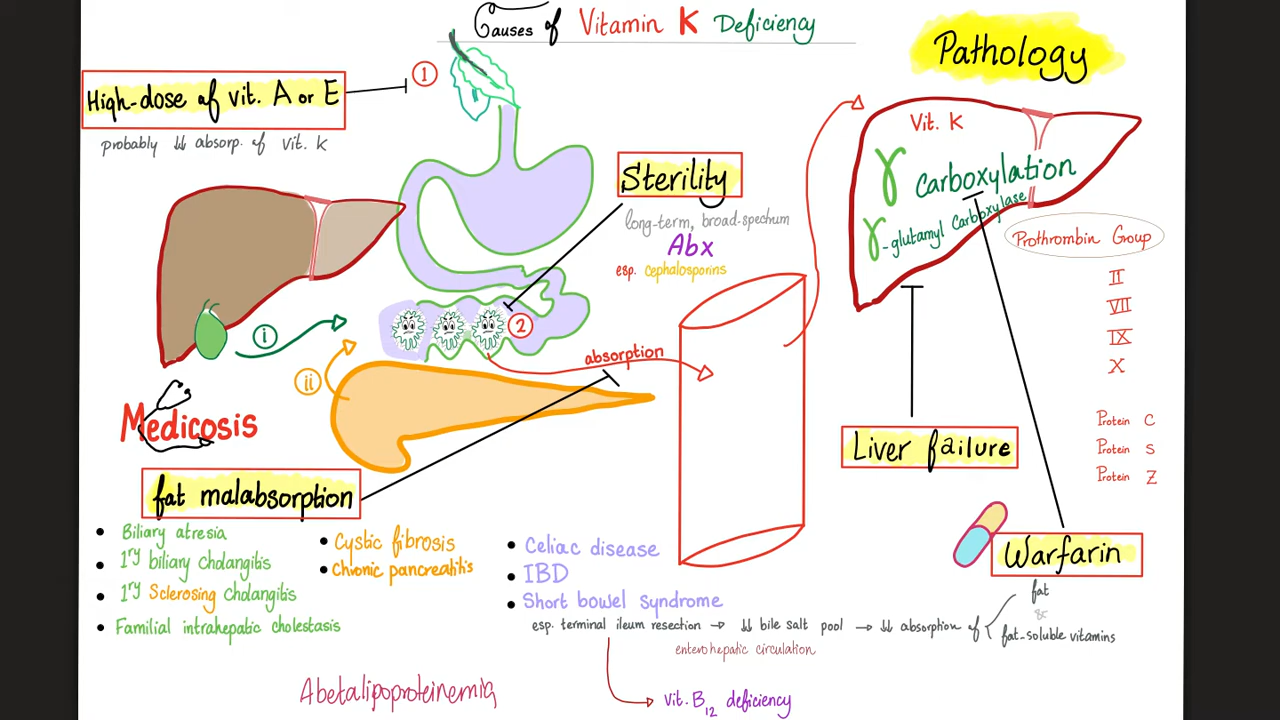 Causes of Vitamin K Deficiency
Pathology
High-dose of vit. A or E
probably ↓↓ absorp. of vit. K
1
Sterility
long-term, broad-spechum
Abx
esp. cephalosporins
2
i
ii
absorption
Medicosis
fat malabsorption
Biliary atresia
1ry biliary cholangitis
1ry Sclerosing Cholangitis
Familial intrahepatic cholestasis
Cystic fibrosis
Chronic pancreatitis
Celiac disease
IBD
Short bowel syndrome
esp. terminal ileum resection → ↓↓ bile salt pool → ↓↓ absorption of
fat
&
fat-soluble vitamins
enterohepatic circulation
vit. B12 deficiency
Abetalipoproteinemia
Vit. K
γ carboxylation
γ-glutamyl Carboxylase
Prothrombin Group
II
VII
IX
X
Protein C
Protein S
Protein Z
Liver failure
Warfarin